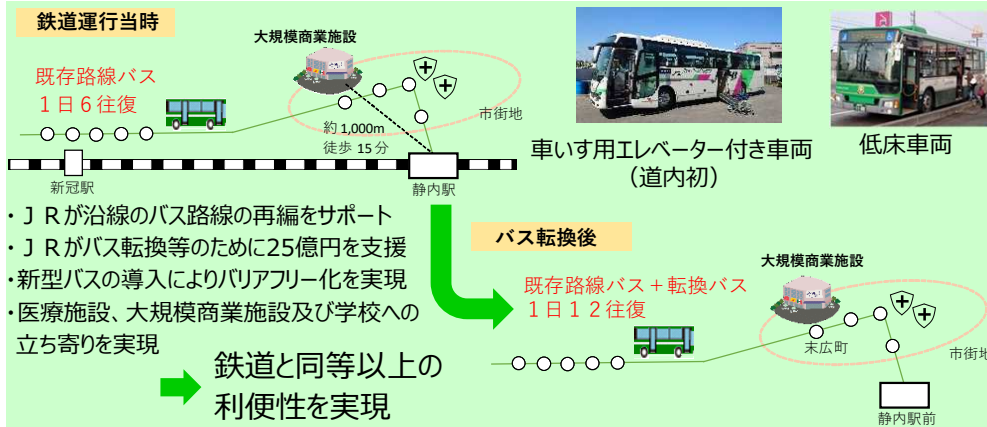 鉄道運行当時
大規模商業施設
既存路線バス
1日6往復
市街地
約1,000m
徒歩 15 分
新冠駅
静内駅
車いす用エレベーター付き車両
(道内初)
低床車両
・JRが沿線のバス路線の再編をサポート
・JRがバス転換等のために25億円を支援
・新型バスの導入によりバリアフリー化を実現
・医療施設、大規模商業施設及び学校への
立ち寄りを実現
鉄道と同等以上の
利便性を実現
バス転換後
大規模商業施設
既存路線バス+転換バス
1日12往復
末広町
市街地
静内駅前